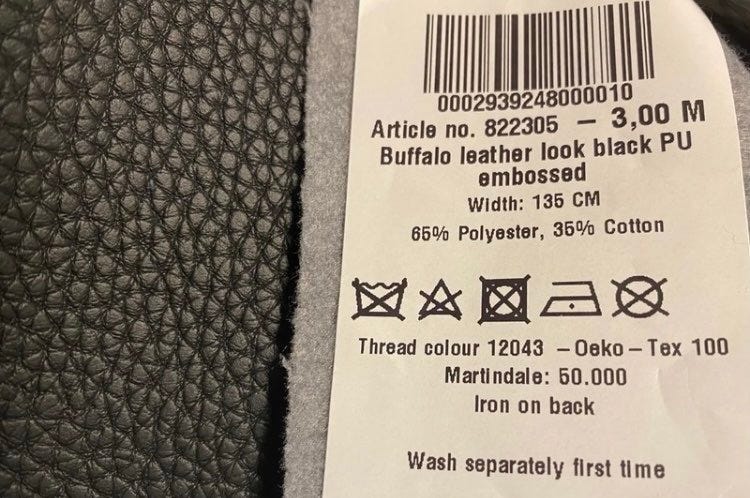 0002939248000010
Article no. 822305 – 3,00 M
Buffalo leather look black PU
embossed
Width: 135 CM
65% Polyester, 35% Cotton
Thread colour 12043 – Oeko – Tex 100
Martindale: 50.000
Iron on back
Wash separately first time